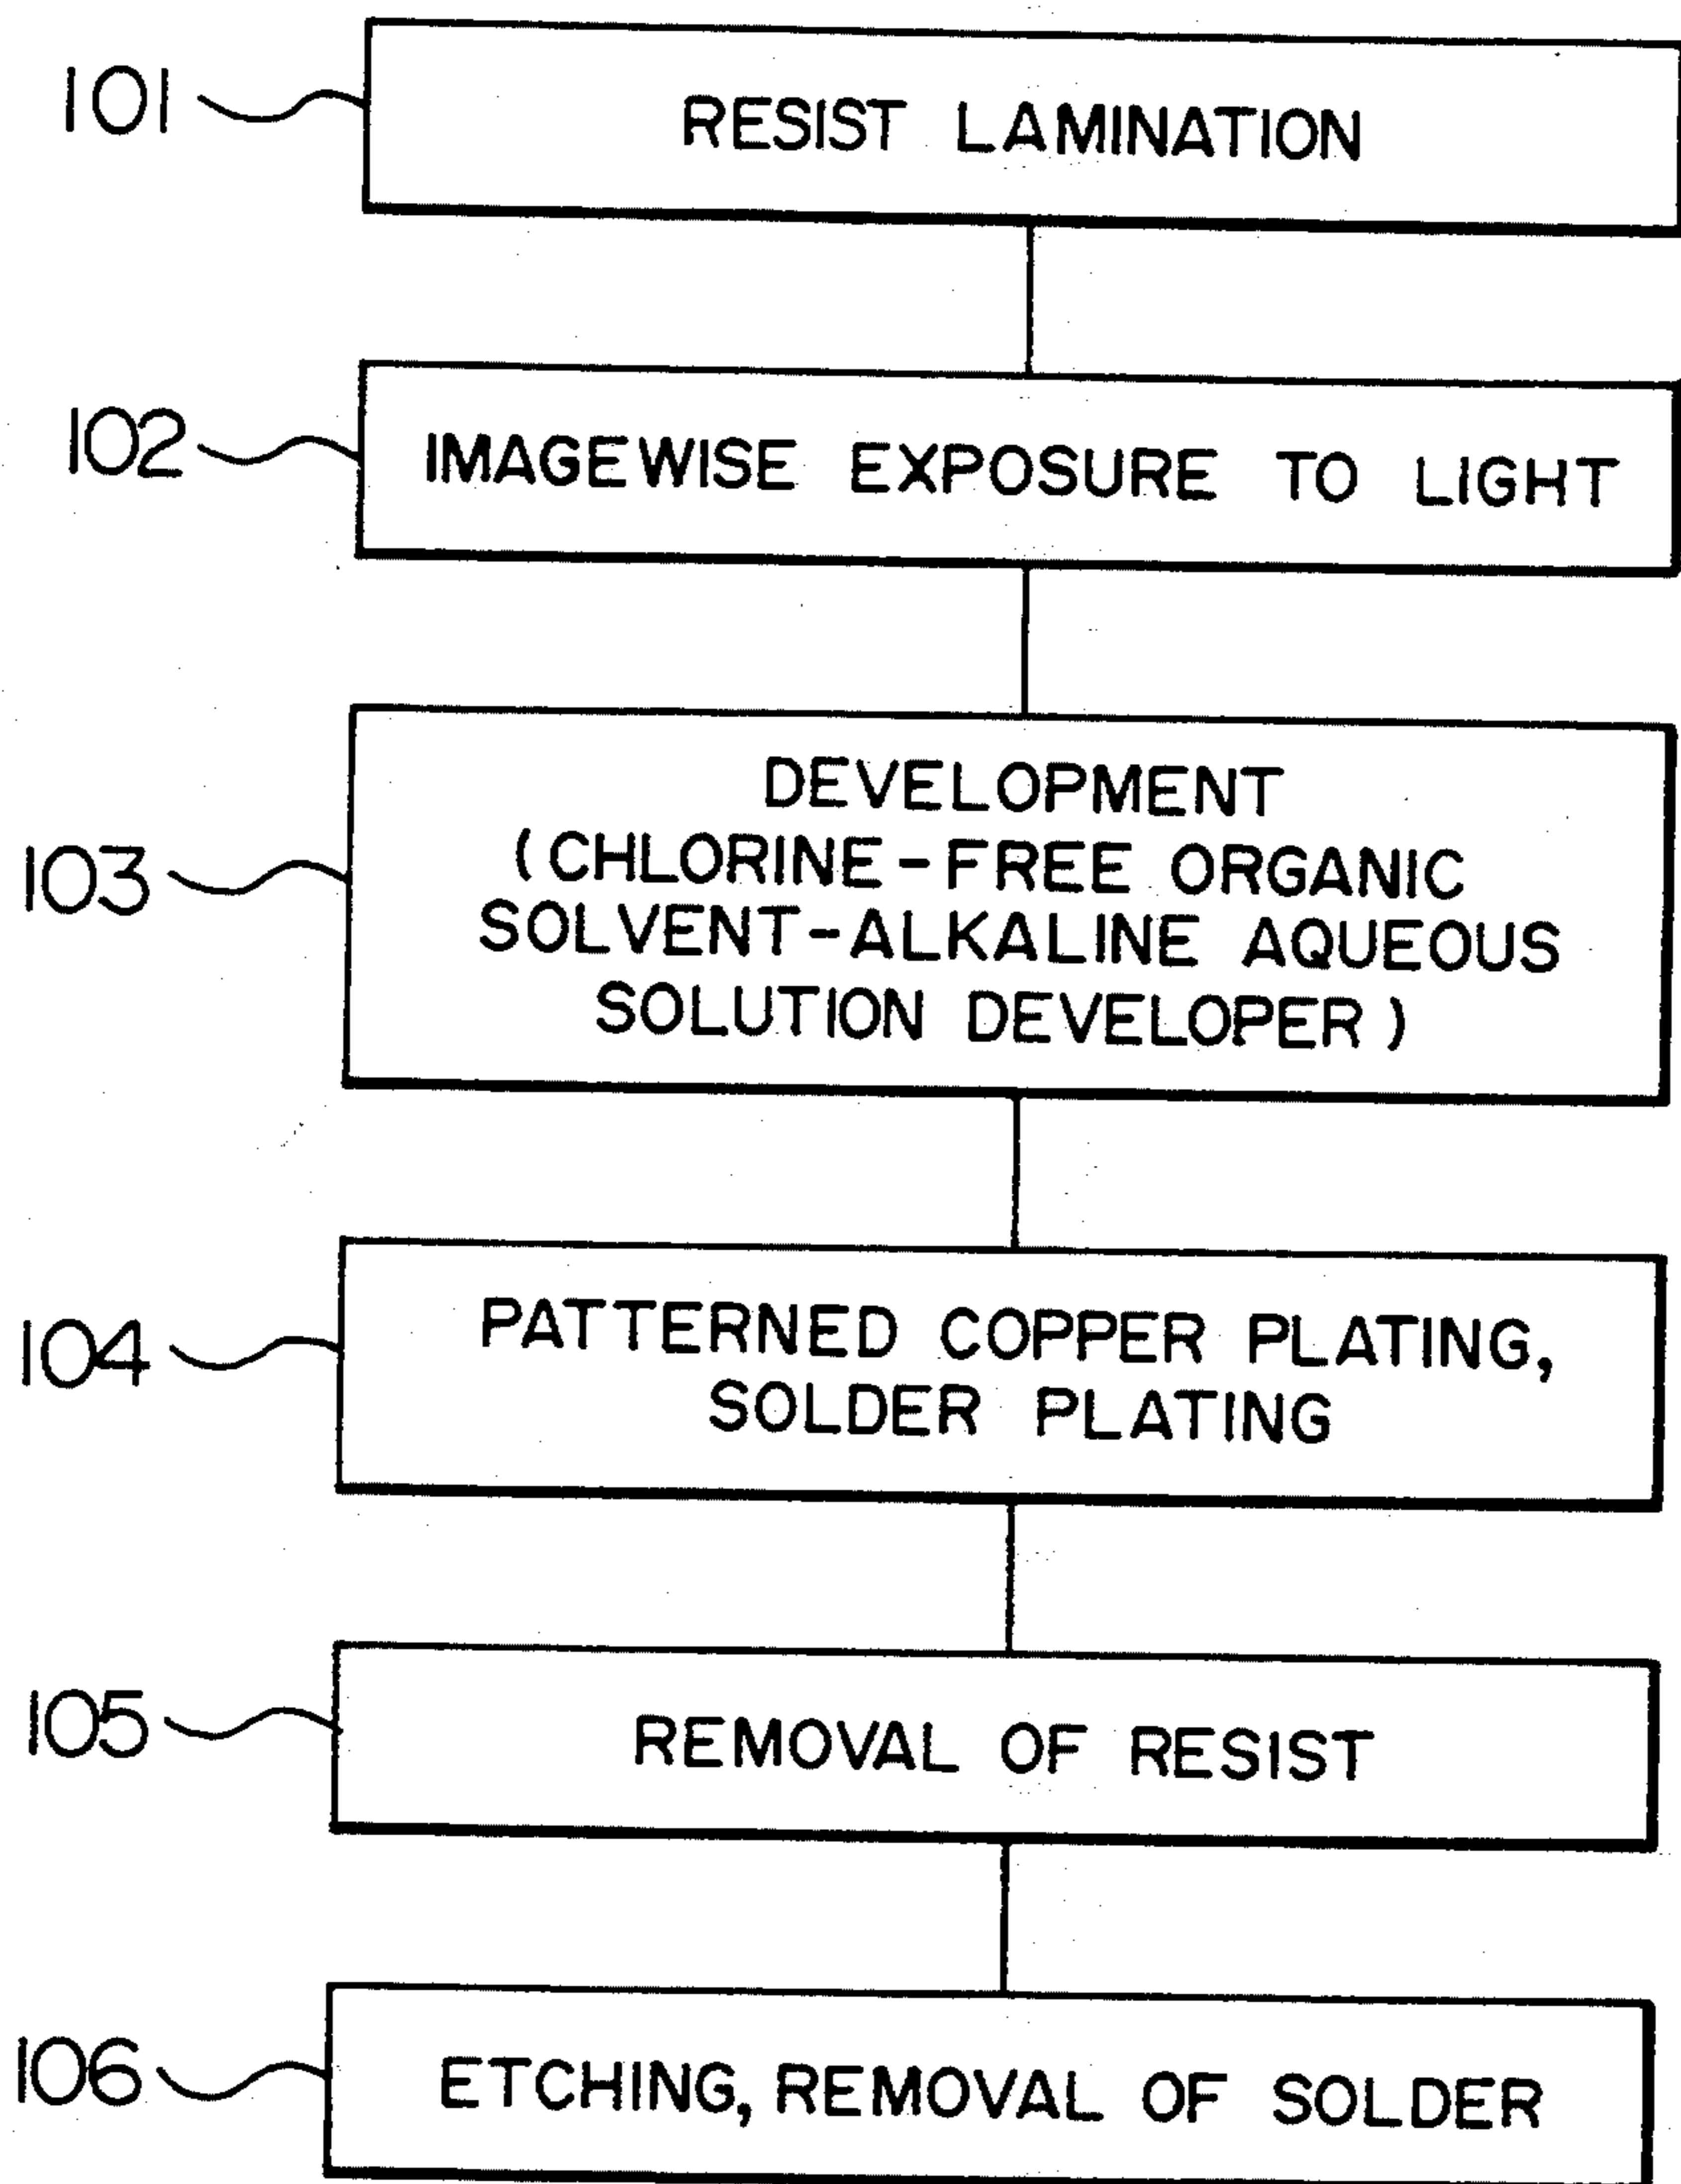 101
RESIST LAMINATION
102
IMAGEWISE EXPOSURE TO LIGHT
103
DEVELOPMENT
(CHLORINE-FREE ORGANIC
SOLVENT-ALKALINE AQUEOUS
SOLUTION DEVELOPER)
104
PATTERNED COPPER PLATING,
SOLDER PLATING
105
REMOVAL OF RESIST
106
ETCHING, REMOVAL OF SOLDER